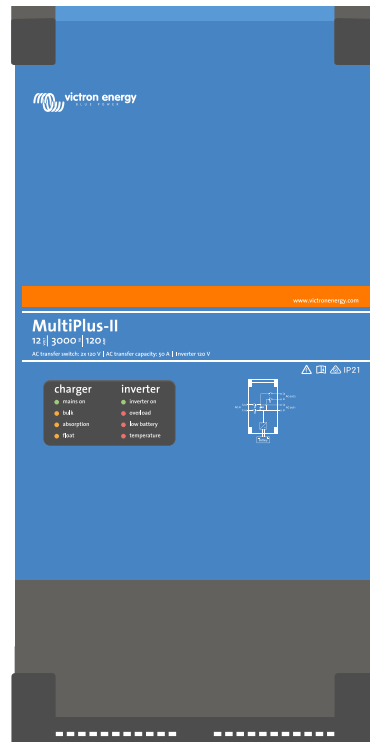 victron energy
BLUE POWER
www.victronenergy.com
MultiPlus-II
12 | 3000 | 120
AC transfer switch: 2x 120 V | AC transfer capacity: 50 A | Inverter 120 V
IP21
charger inverter
mains on inverter on
bulk overload
absorption low battery
float temperature